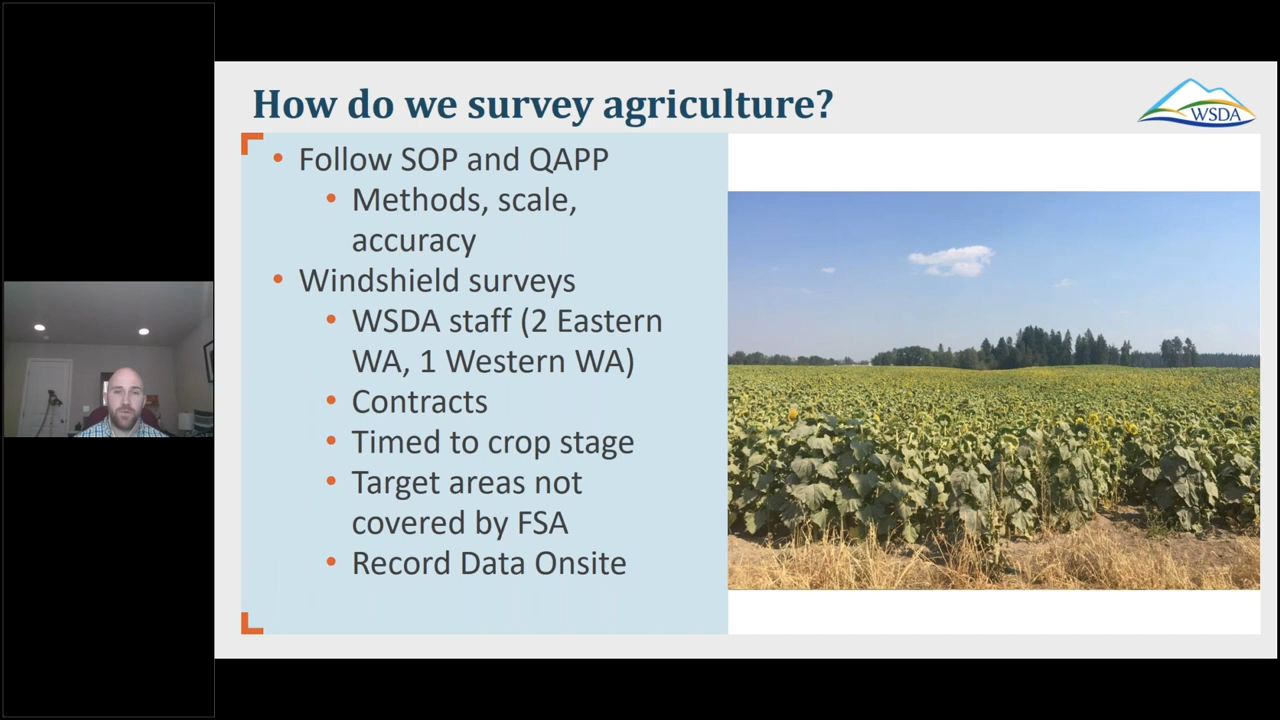 How do we survey agriculture?
WSDA
• Follow SOP and QAPP
• Methods, scale,
accuracy
• Windshield surveys
• WSDA staff (2 Eastern
WA, 1 Western WA)
• Contracts
• Timed to crop stage
• Target areas not
covered by FSA
• Record Data Onsite